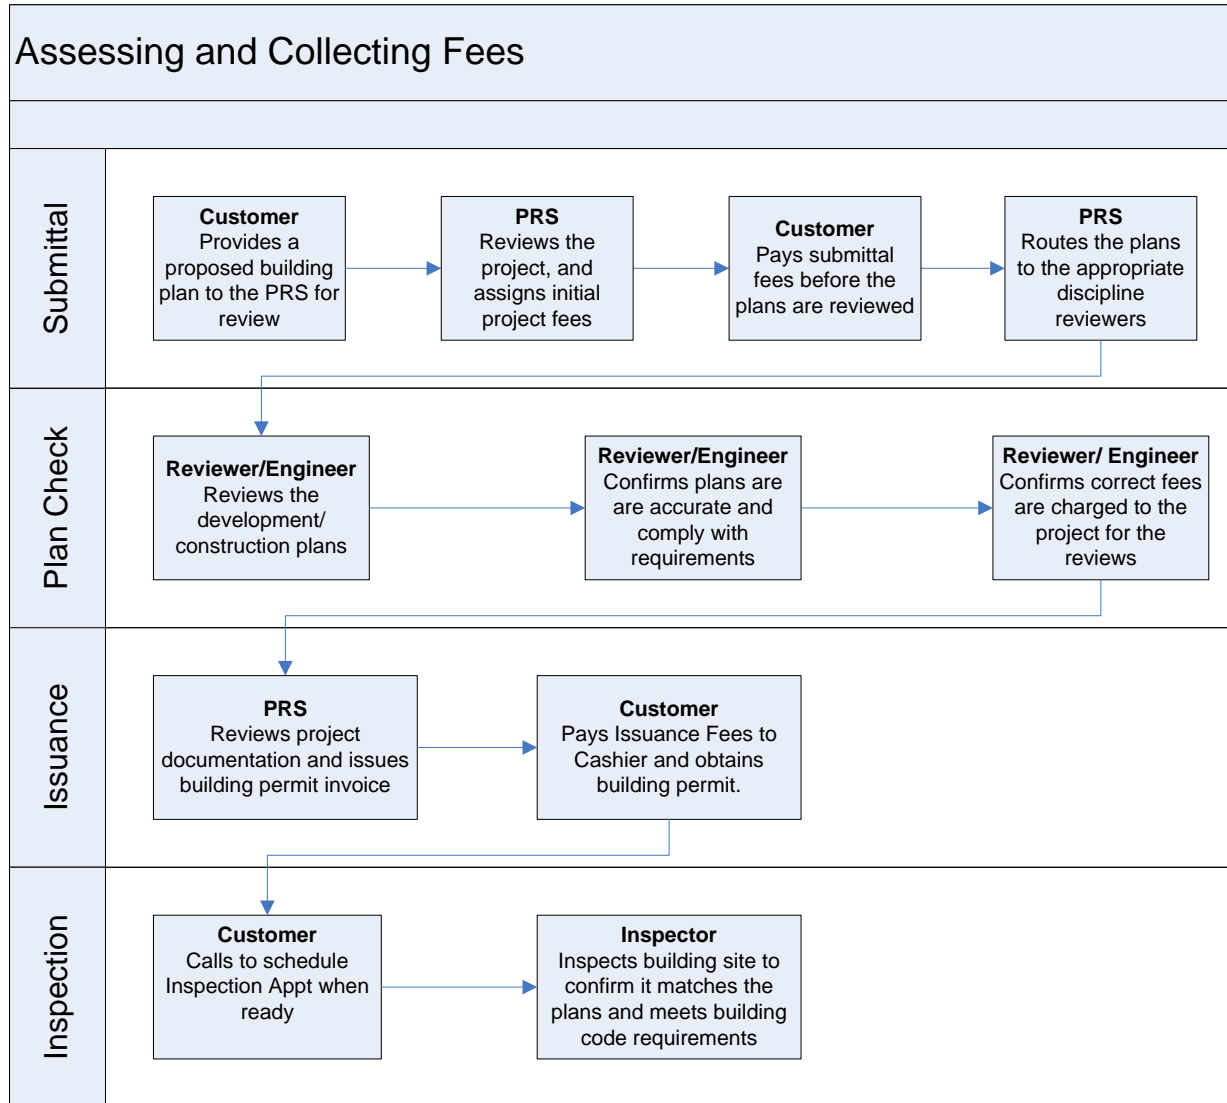 Assessing and Collecting Fees
Submittal
Customer
Provides a
proposed building
plan to the PRS for
review
PRS
Reviews the
project, and
assigns initial
project fees
Customer
Pays submittal
fees before the
plans are reviewed
PRS
Routes the plans
to the appropriate
discipline
reviewers
Plan Check
Reviewer/Engineer
Reviews the
development/
construction plans
Reviewer/Engineer
Confirms plans are
are accurate and
comply with
requirements
Reviewer/ Engineer
Confirms correct fees
are charged to the
project for the
reviews
Issuance
PRS
Reviews project
documentation and issues
building permit invoice
Customer
Pays Issuance Fees to
Cashier and obtains
building permit.
Inspection
Customer
Calls to schedule
Inspection Appt when
ready
Inspector
Inspects building site to
confirm it matches the
plans and meets building
code requirements